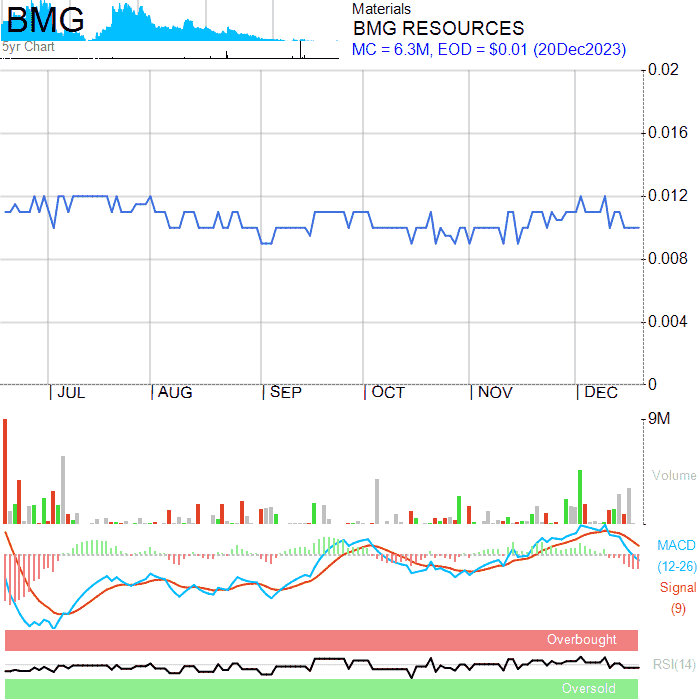 BMG
5yr Chart
Materials
BMG RESOURCES
MC = 6.3M, EOD = $0.01 (20Dec2023)
0.02
0.016
0.012
0.008
0.004
0
JUL AUG SEP OCT NOV DEC
9M
Volume
MACD
(12-26)
Signal
(9)
Overbought
RSI(14)
Oversold